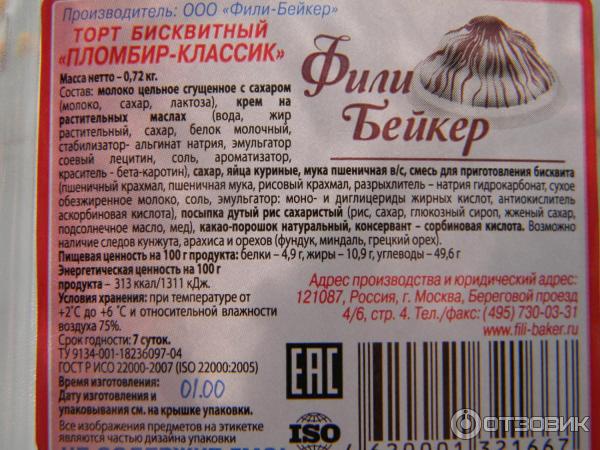 Производитель: ООО «Фили-Бейкер»
ТОРТ БИСКВИТНЫЙ
«ПЛОМБИР-КЛАССИК»
Масса нетто – 0,72 кг.
Состав: молоко цельное сгущенное с сахаром
(молоко, сахар, лактоза), крем на
растительных маслах (вода, жир
растительный, сахар, белок молочный,
стабилизатор- альгинат натрия, эмульгатор
соевый лецитин, соль, ароматизатор,
краситель - бета-каротин), сахар, яйца куриные, мука пшеничная в/с, смесь для приготовления бисквита
(пшеничный крахмал, пшеничная мука, рисовый крахмал, разрыхлитель – натрия гидрокарбонат, сухое
обезжиренное молоко, соль, эмульгатор: моно- и диглицериды жирных кислот, антиокислитель
аскорбиновая кислота), посыпка дутый рис сахаристый (рис, сахар, глюкозный сироп, жженый сахар,
подсолнечное масло, мед), какао-порошок натуральный, консервант – сорбиновая кислота. Возможно
наличие следов кунжута, арахиса и орехов (фундук, миндаль, грецкий орех).
Пищевая ценность на 100 г продукта: белки – 4,9 г, жиры – 10,9 г, углеводы – 49,6 г
Энергетическая ценность на 100 г
продукта – 313 ккал/1311 кДж.
Условия хранения: при температуре от
+2˚С до +6 ˚С и относительной влажности
воздуха 75%.
Срок годности: 7 суток.
ТУ 9134-001-18236097-04
ГОСТ Р ИСО 22000-2007 (ISO 22000:2005)
Время изготовления: 01.00
Дата изготовления и
упаковывания см. на крышке упаковки.
Все изображения предметов на этикетке
являются частью дизайна упаковки
Фили
Бейкер
Адрес производства и юридический адрес:
121087, Россия, г. Москва, Береговой проезд
4/6, стр. 4. Тел./факс: (495) 730-03-31
www.fili-baker.ru
EAC
ISO
4 620001 321667
ОТЗОВИК